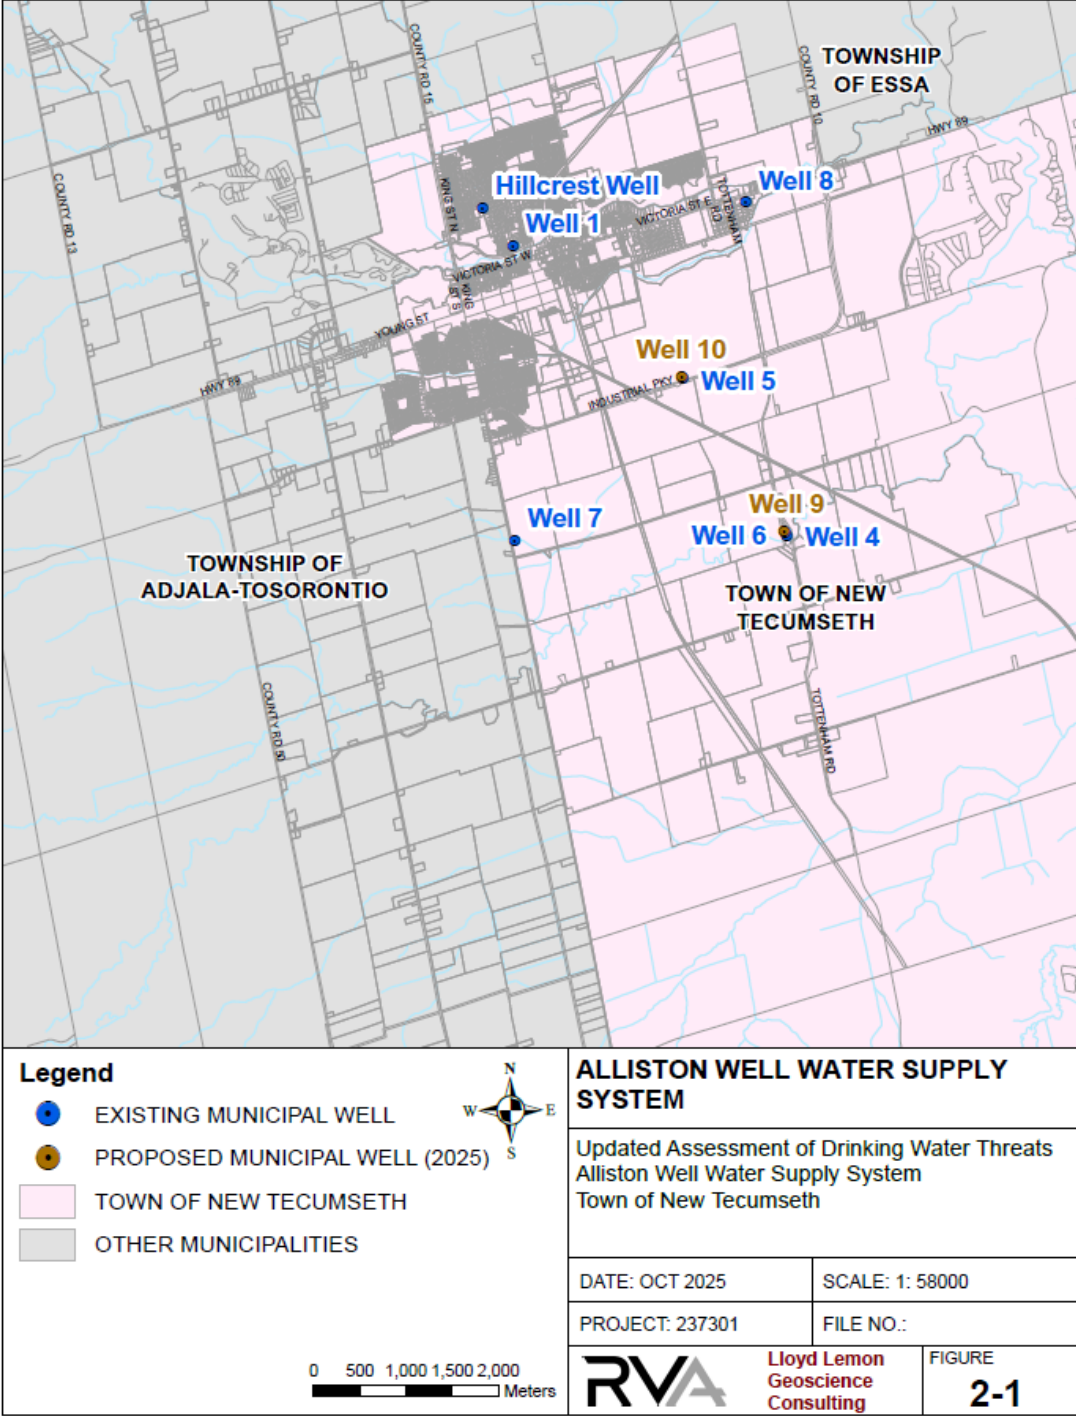 COUNTY RD 15
COUNTY RD 10
TOWNSHIP
OF ESSA
HWY 89
COUNTY RD 13
KING ST N
Hillcrest Well
Well 1
Well 8
VICTORIA ST E
TOTTENHAM
RD
VICTORIA ST W
KING
ST S
YOUNG ST
HWY 89
Well 10
Well 5
INDUSTRIAL PKY
Well 9
Well 7
Well 6
Well 4
TOWNSHIP OF
ADJALA-TOSORONTIO
TOWN OF NEW
TECUMSETH
COUNTY RD 50
TOTTENHAM RD
Legend
EXISTING MUNICIPAL WELL
PROPOSED MUNICIPAL WELL (2025)
TOWN OF NEW TECUMSETH
OTHER MUNICIPALITIES
N
W
E
S
0 500 1,000 1,500 2,000
Meters
ALLISTON WELL WATER SUPPLY
SYSTEM
Updated Assessment of Drinking Water Threats
Alliston Well Water Supply System
Town of New Tecumseth
DATE: OCT 2025
SCALE: 1: 58000
PROJECT: 237301
FILE NO.:
RVA
Lloyd Lemon
Geoscience
Consulting
FIGURE
2-1